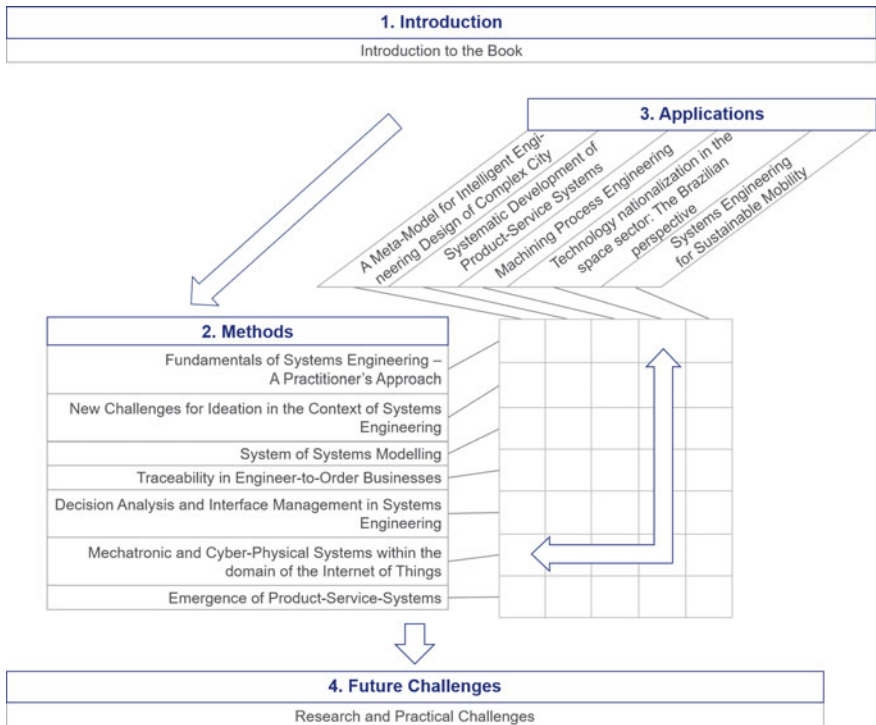 1. Introduction
Introduction to the Book
3. Applications
A Meta-Model for Intelligent Engi-
neering Design of Complex City
Systematic Development of
Product-Service Systems
Machining Process Engineering
Technology nationalization in the
space sector: The Brazilian
perspective
Systems Engineering
for Sustainable Mobility
2. Methods
Fundamentals of Systems Engineering –
A Practitioner's Approach
New Challenges for Ideation in the Context of Systems
Engineering
System of Systems Modelling
Traceability in Engineer-to-Order Businesses
Decision Analysis and Interface Management in Systems
Engineering
Mechatronic and Cyber-Physical Systems within the
domain of the Internet of Things
Emergence of Product-Service-Systems
4. Future Challenges
Research and Practical Challenges